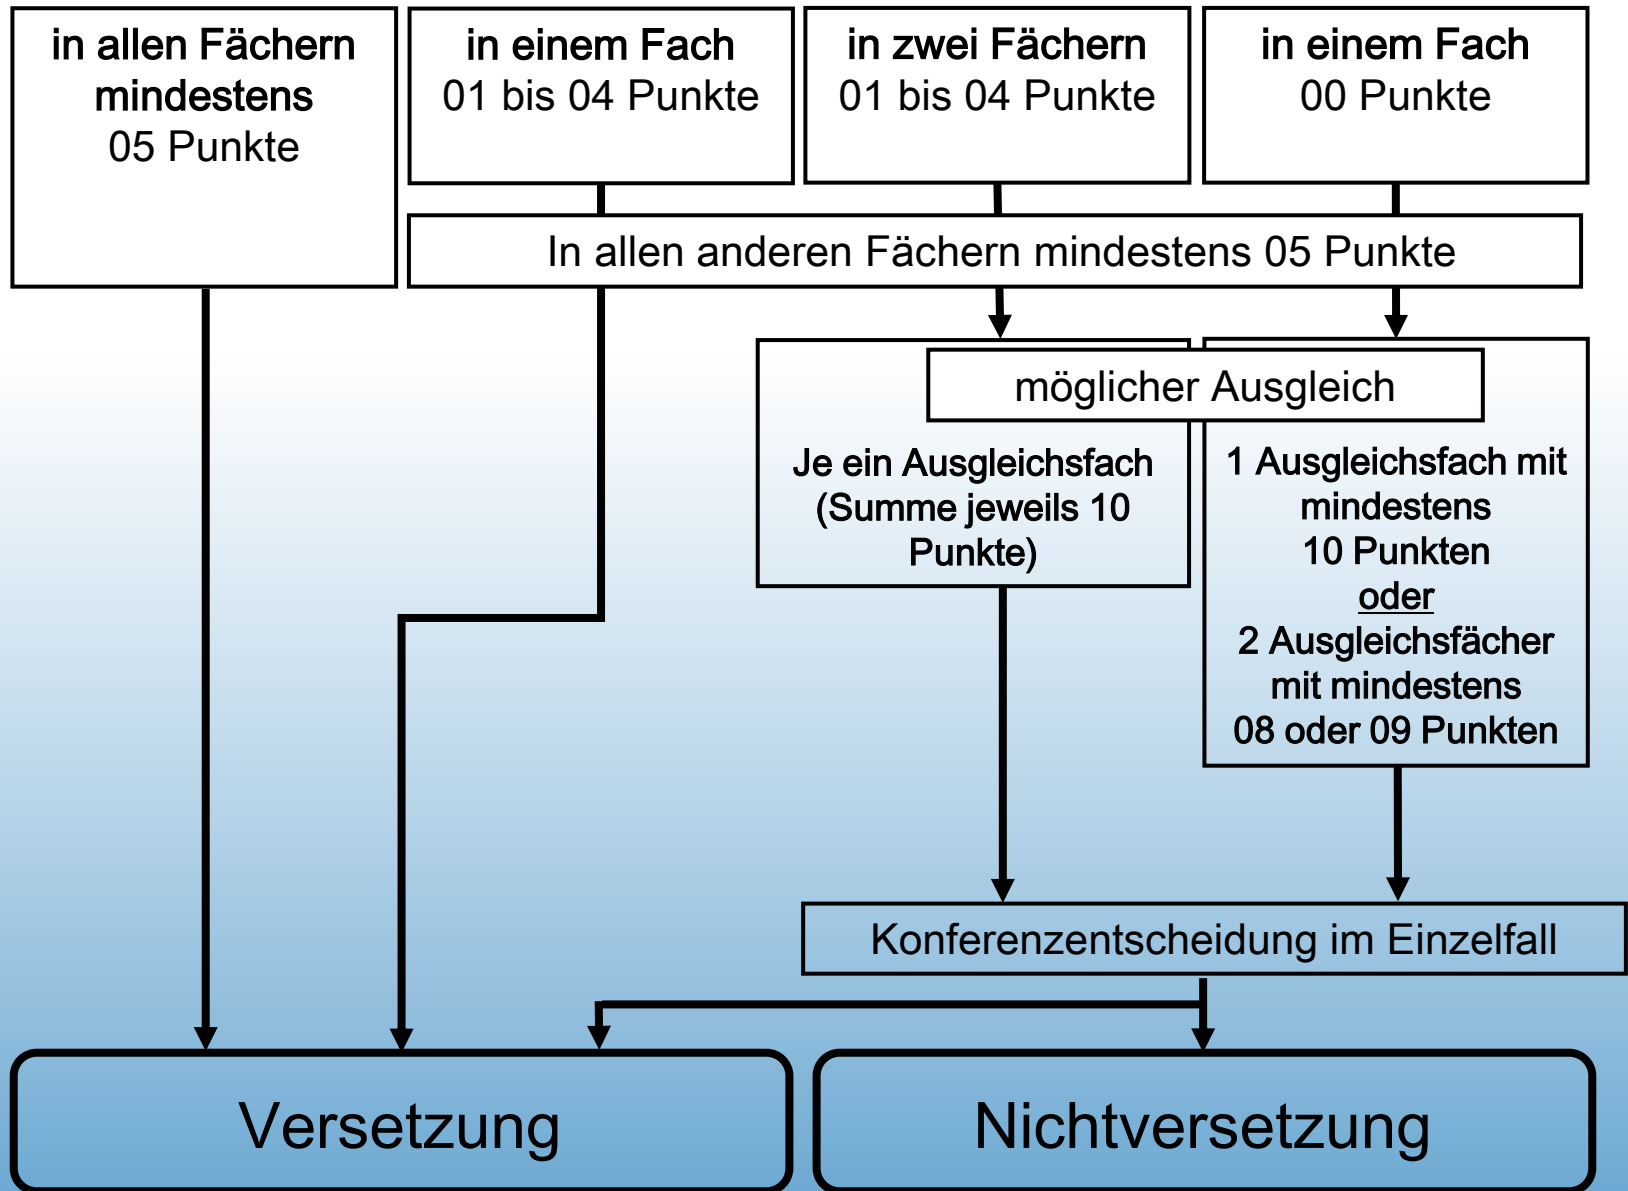 in allen Fächern
mindestens
05 Punkte
in einem Fach
01 bis 04 Punkte
in zwei Fächern
01 bis 04 Punkte
in einem Fach
00 Punkte
In allen anderen Fächern mindestens 05 Punkte
möglicher Ausgleich
Je ein Ausgleichsfach
(Summe jeweils 10
Punkte)
1 Ausgleichsfach mit
mindestens
10 Punkten
oder
2 Ausgleichsfächer
mit mindestens
08 oder 09 Punkten
Konferenzentscheidung im Einzelfall
Versetzung
Nichtversetzung